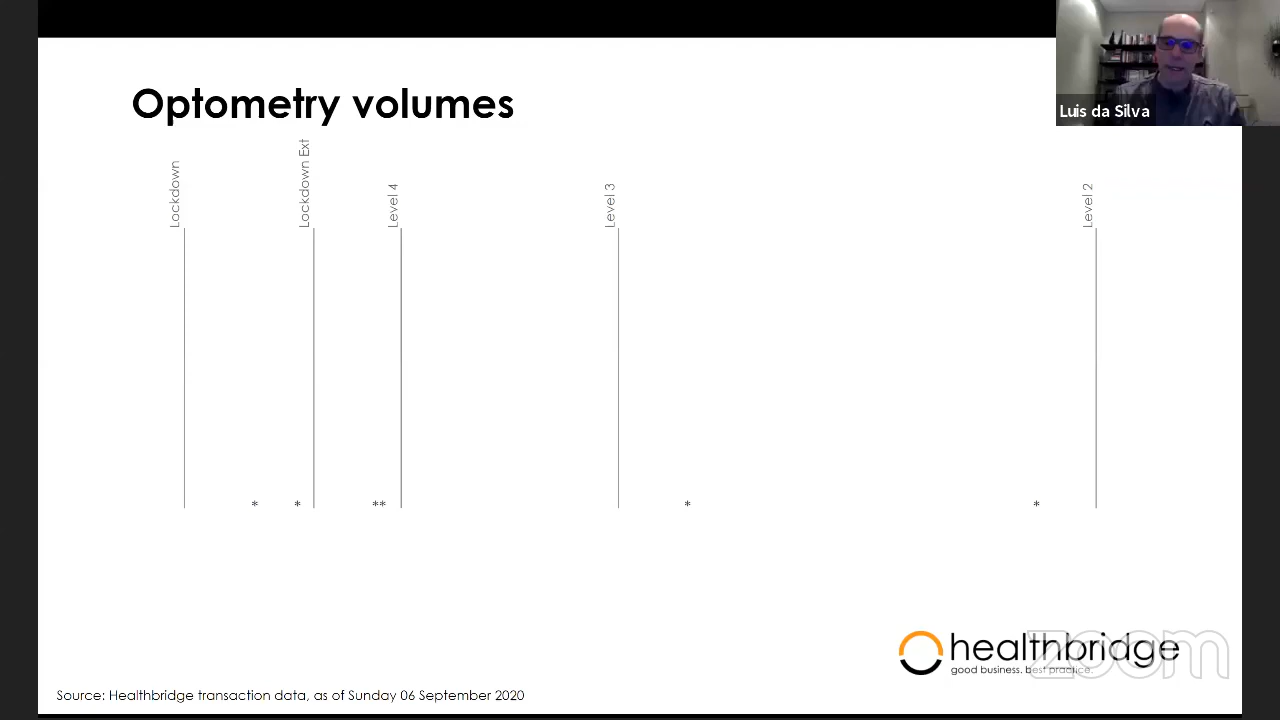 Optometry volumes
Luis da Silva
Lockdown
Lockdown Ext
Level 4
Level 3
Level 2
* * ** * *
healthbridge
good business. best practice.
zoom
Source: Healthbridge transaction data, as of Sunday 06 September 2020